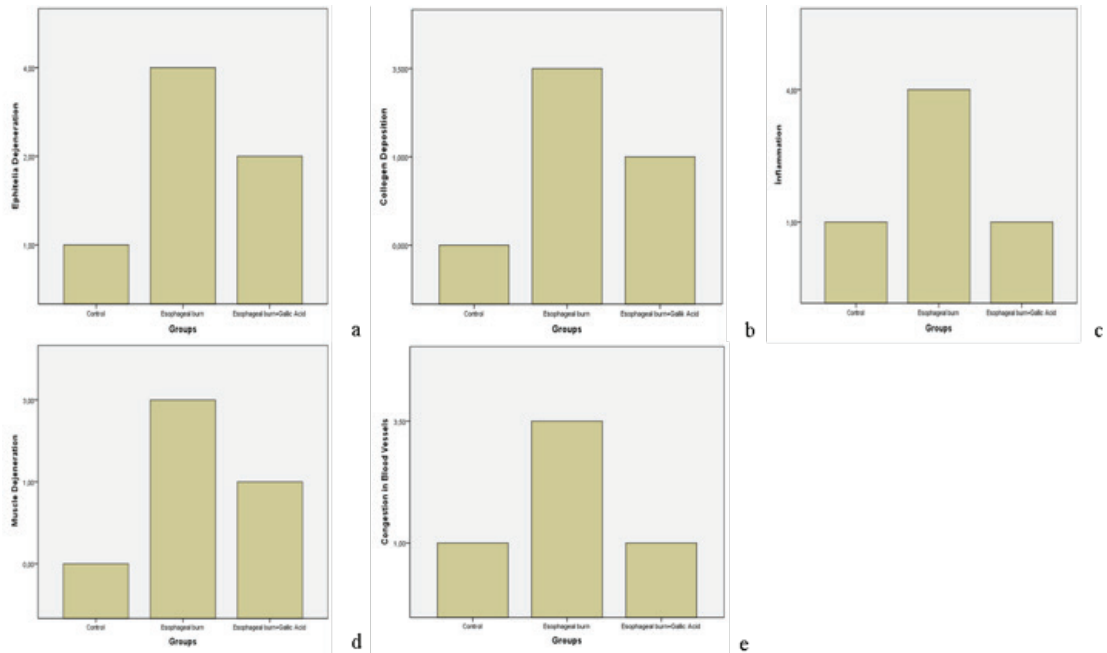 Ephitelia Dejeneration
4,00
2,00
1,00
Control
Esophageal burn
Esophageal burn+Gallic Acid
Groups
a
Collogen Deposition
3,500
1,000
0,000
Control
Esophageal burn
Esophageal burn+Gallic Acid
Groups
b
Inflammation
4,00
1,00
Control
Esophageal burn
Esophageal burn+Gallic Acid
Groups
c
Muscle Dejeneration
3,00
1,00
0,00
Control
Esophageal burn
Esophageal burn+Gallic Acid
Groups
d
Congestion in Blood Vessels
3,50
1,00
Control
Esophageal burn
Esophageal burn+Gallic Acid
Groups
e